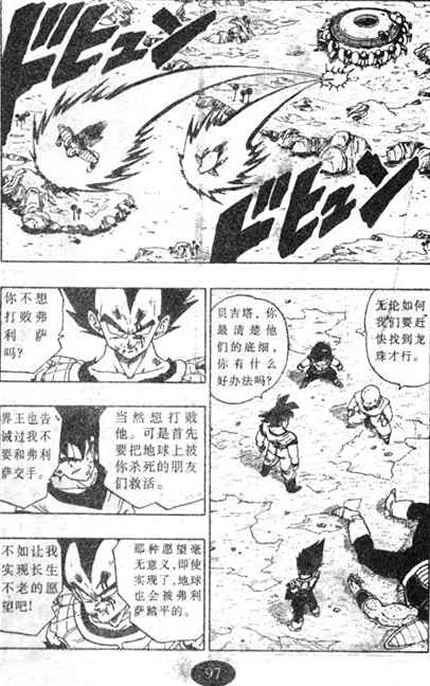 ドヒュン
ドヒュン
无论如何
我们要赶
快找到龙
珠才行。
贝吉塔，你
最清楚他
们的底细，
你有什么
好办法吗？
你不想
打败弗
利萨
吗？
当然想打败
他。可是首先
要把地球上被
你杀死的朋友
们救活。
界王也告
诫过我不
要和弗利
萨交手。
那种愿望毫
无意义，即使
实现了，地球
也会被弗利
萨踏平的。
不如让我
实现长生
不老的愿
望吧！
97